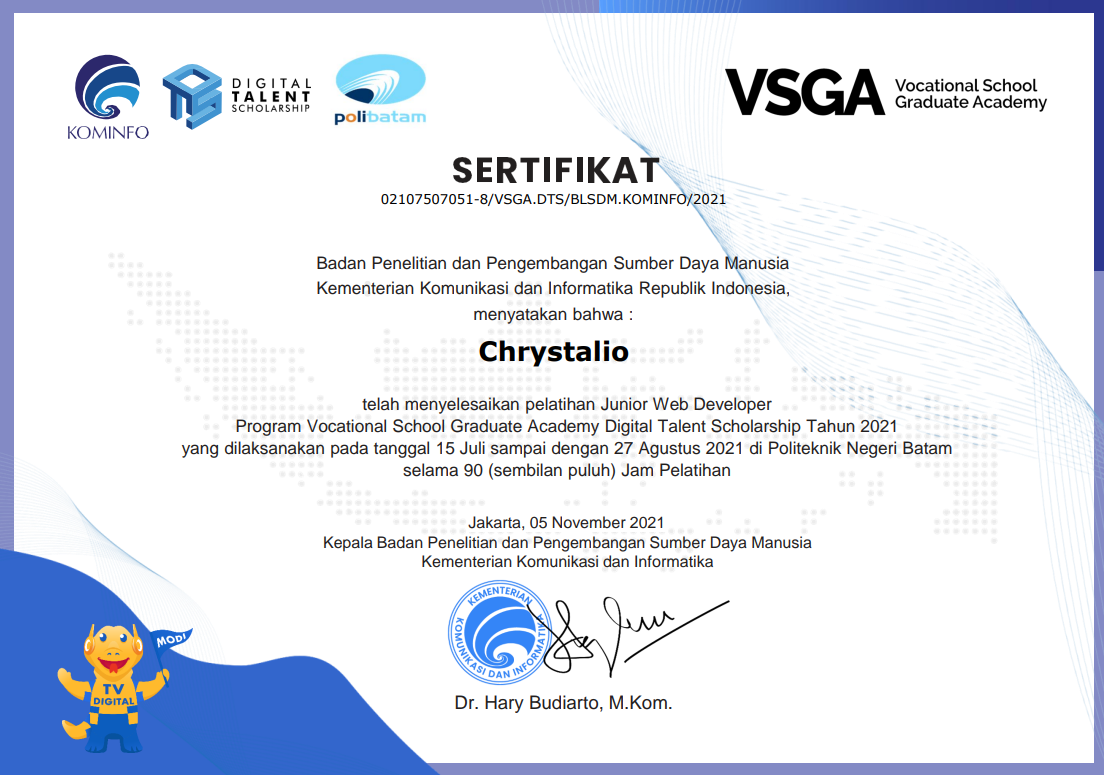 KOMINFO
DIGITAL
TALENT
SCHOLARSHIP
polibatam
VSGA
Vocational School
Graduate Academy
SERTIFIKAT
02107507051-8/VSGA.DTS/BLSDM.KOMINFO/2021
Badan Penelitian dan Pengembangan Sumber Daya Manusia
Kementerian Komunikasi dan Informatika Republik Indonesia,
menyatakan bahwa :
Chrystalio
telah menyelesaikan pelatihan Junior Web Developer
Program Vocational School Graduate Academy Digital Talent Scholarship Tahun 2021
yang dilaksanakan pada tanggal 15 Juli sampai dengan 27 Agustus 2021 di Politeknik Negeri Batam
selama 90 (sembilan puluh) Jam Pelatihan
Jakarta, 05 November 2021
Kepala Badan Penelitian dan Pengembangan Sumber Daya Manusia
Kementerian Komunikasi dan Informatika
KEMENTERIAN
KOMUNIKASI DAN INFORMATIKA
Dr. Hary Budiarto, M.Kom.
MODI
TV
DIGITAL